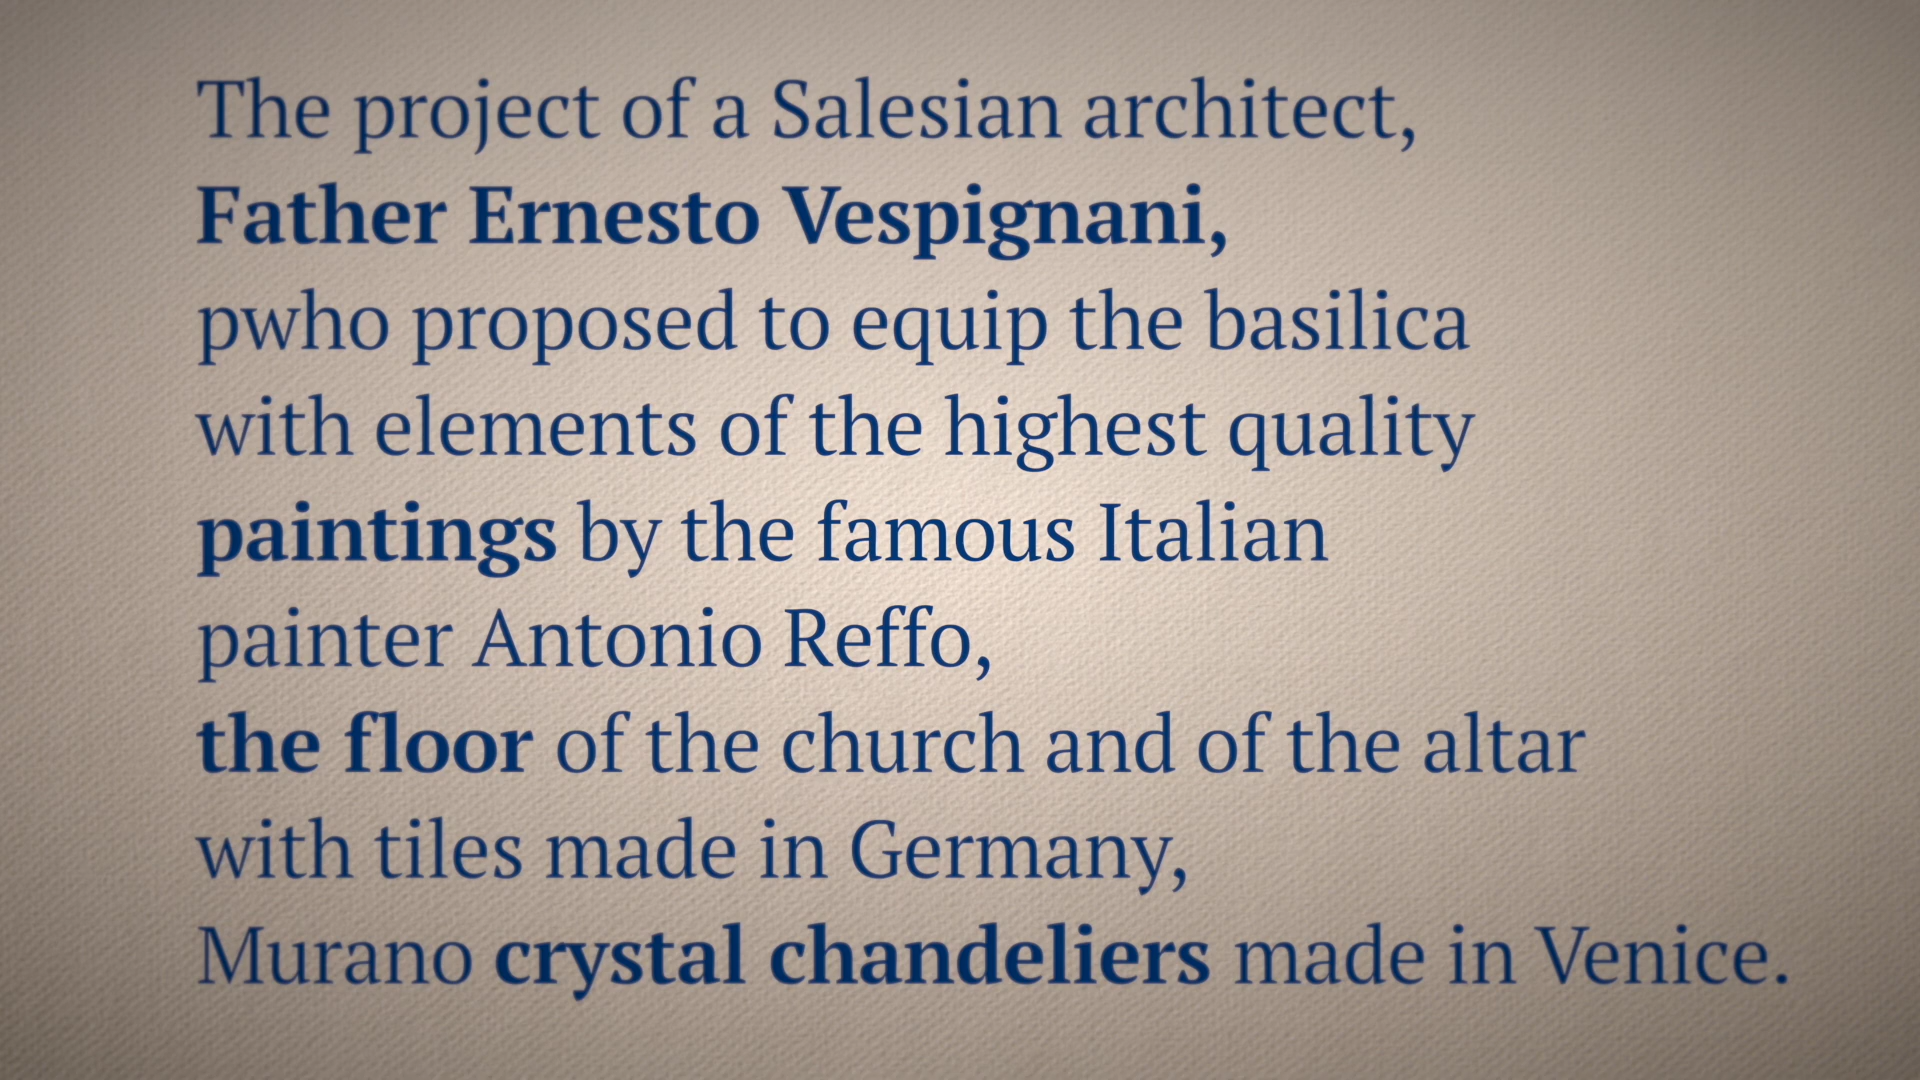 The project of a Salesian architect,
Father Ernesto Vespignani,
pwho proposed to equip the basilica
with elements of the highest quality
paintings by the famous Italian
painter Antonio Reffo,
the floor of the church and of the altar
with tiles made in Germany,
Murano crystal chandeliers made in Venice.